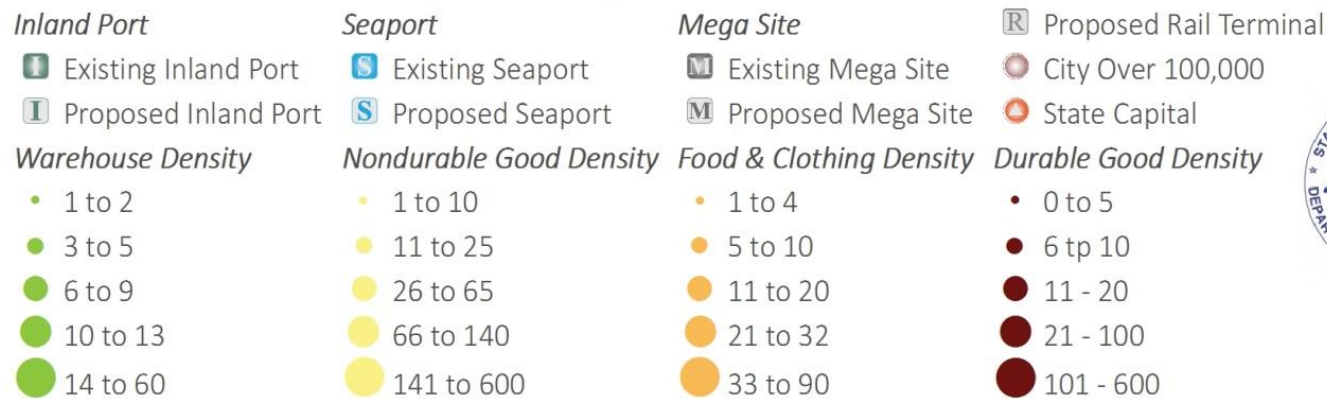 Inland Port Seaport Mega Site R Proposed Rail Terminal
I Existing Inland Port S Existing Seaport M Existing Mega Site City Over 100,000
I Proposed Inland Port S Proposed Seaport M Proposed Mega Site State Capital
Warehouse Density Nondurable Good Density Food & Clothing Density Durable Good Density
1 to 2 1 to 10 1 to 4 0 to 5
3 to 5 11 to 25 5 to 10 6 tp 10
6 to 9 26 to 65 11 to 20 11 - 20
10 to 13 66 to 140 21 to 32 21 - 100
14 to 60 141 to 600 33 to 90 101 - 600